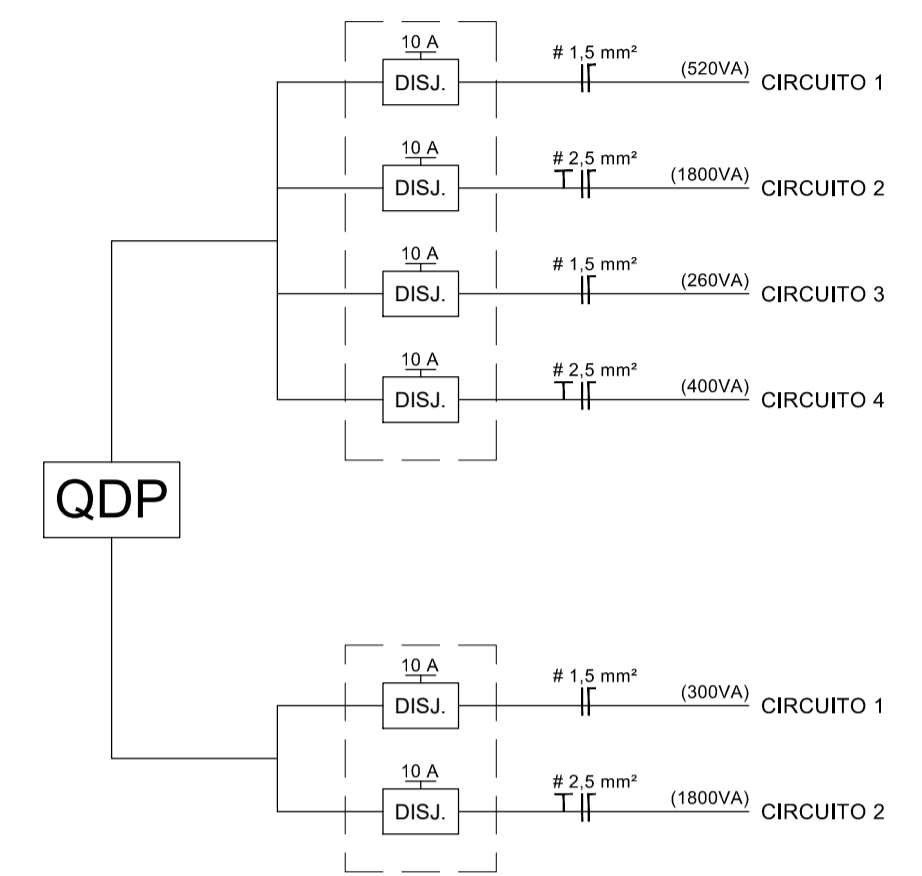 10 A
DISJ.
# 1,5 mm²
(520VA)
CIRCUITO 1
10 A
DISJ.
# 2,5 mm²
(1800VA)
CIRCUITO 2
10 A
DISJ.
# 1,5 mm²
(260VA)
CIRCUITO 3
10 A
DISJ.
# 2,5 mm²
(400VA)
CIRCUITO 4
QDP
10 A
DISJ.
# 1,5 mm²
(300VA)
CIRCUITO 1
10 A
DISJ.
# 2,5 mm²
(1800VA)
CIRCUITO 2